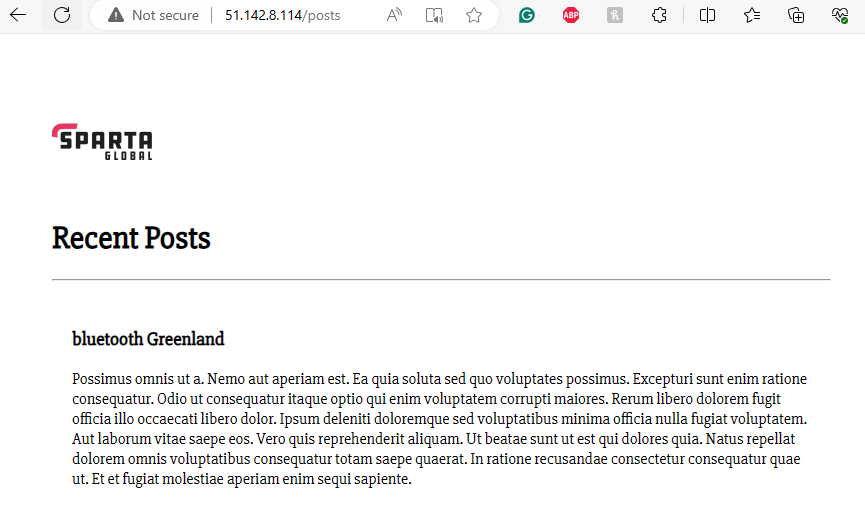 Not secure 51.142.8.114/posts A
ABP
SPARTA
GLOBAL
Recent Posts
bluetooth Greenland
Possimus omnis ut a. Nemo aut aperiam est. Ea quia soluta sed quo voluptates possimus. Excepturi sunt enim ratione
consequatur. Odio ut consequatur itaque optio qui enim voluptatem corrupti maiores. Rerum libero dolorem fugit
officia illo occaecati libero dolor. Ipsum deleniti doloremque sed voluptatibus minima officia nulla fugiat voluptatem.
Aut laborum vitae saepe eos. Vero quis reprehenderit aliquam. Ut beatae sunt ut est qui dolores quia. Natus repellat
dolorem omnis voluptatibus consequatur totam saepe quaerat. In ratione recusandae consectetur consequatur quae
ut. Et et fugiat molestiae aperiam enim sequi sapiente.